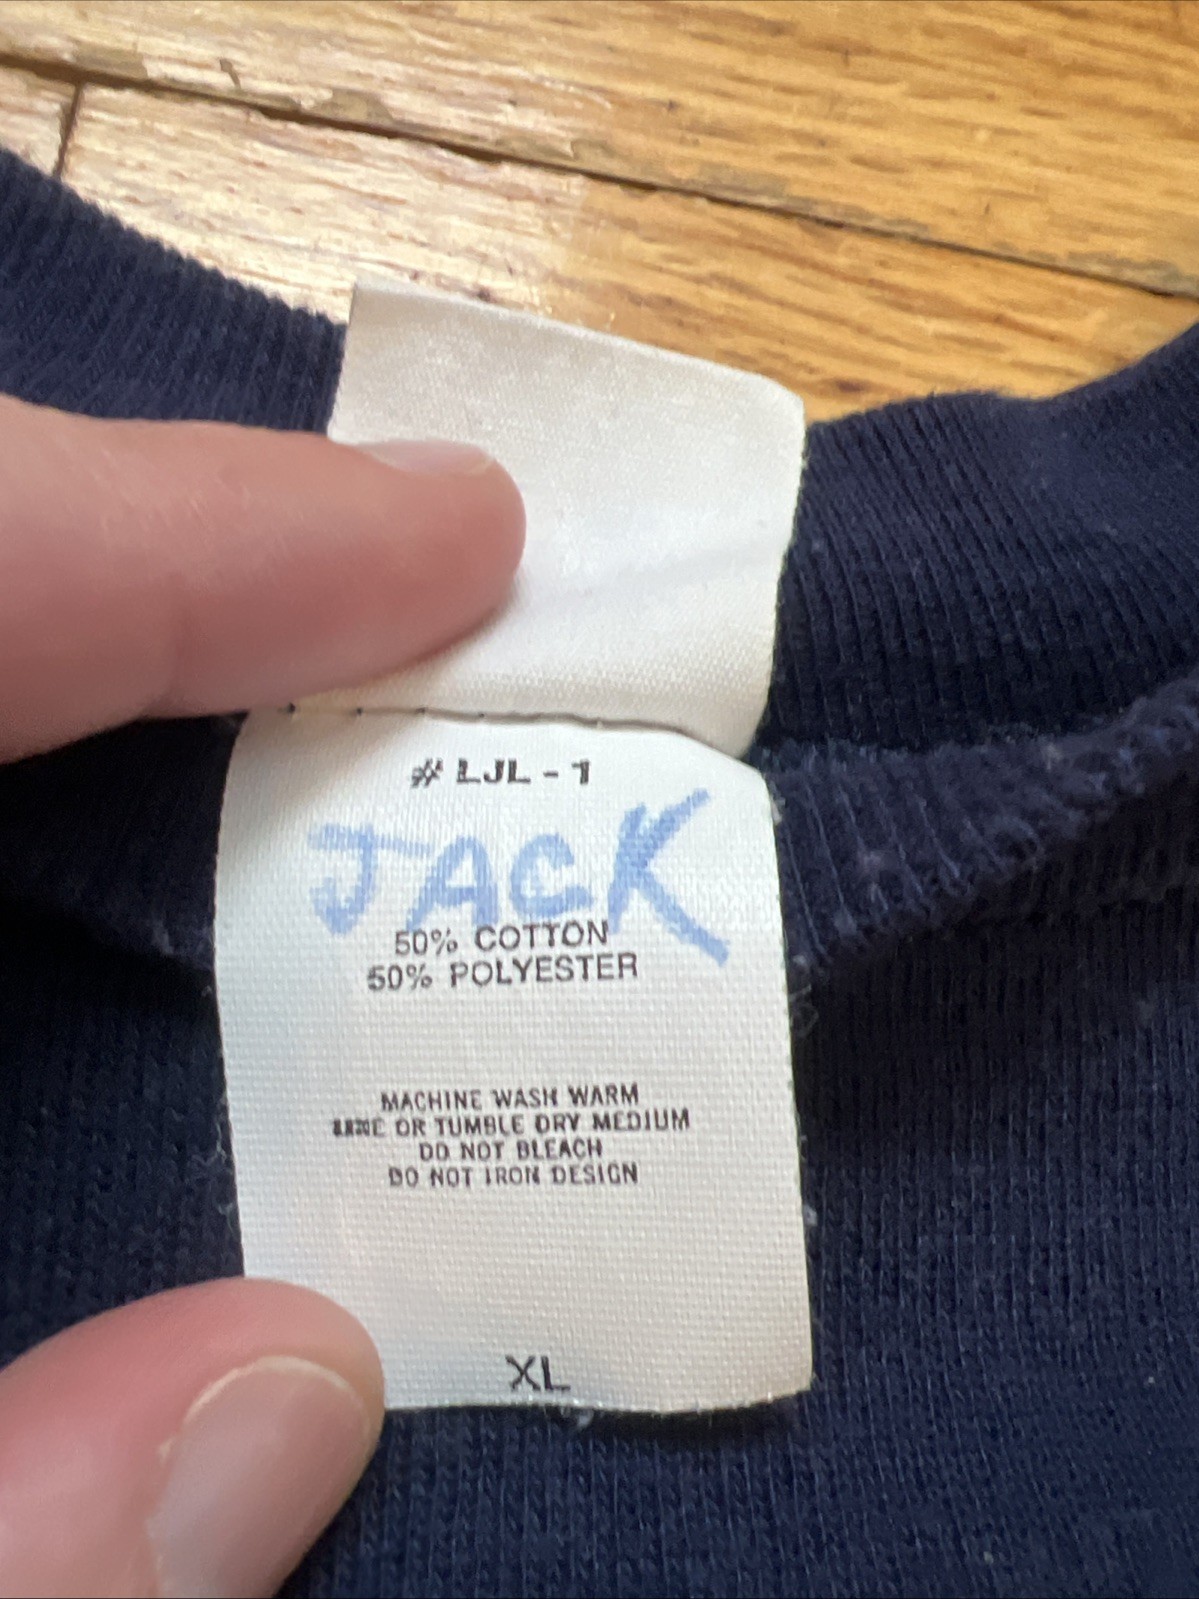 # LJL - 1
JACK
50% COTTON
50% POLYESTER
MACHINE WASH WARM
LINE OR TUMBLE DRY MEDIUM
DO NOT BLEACH
DO NOT IRON DESIGN
XL